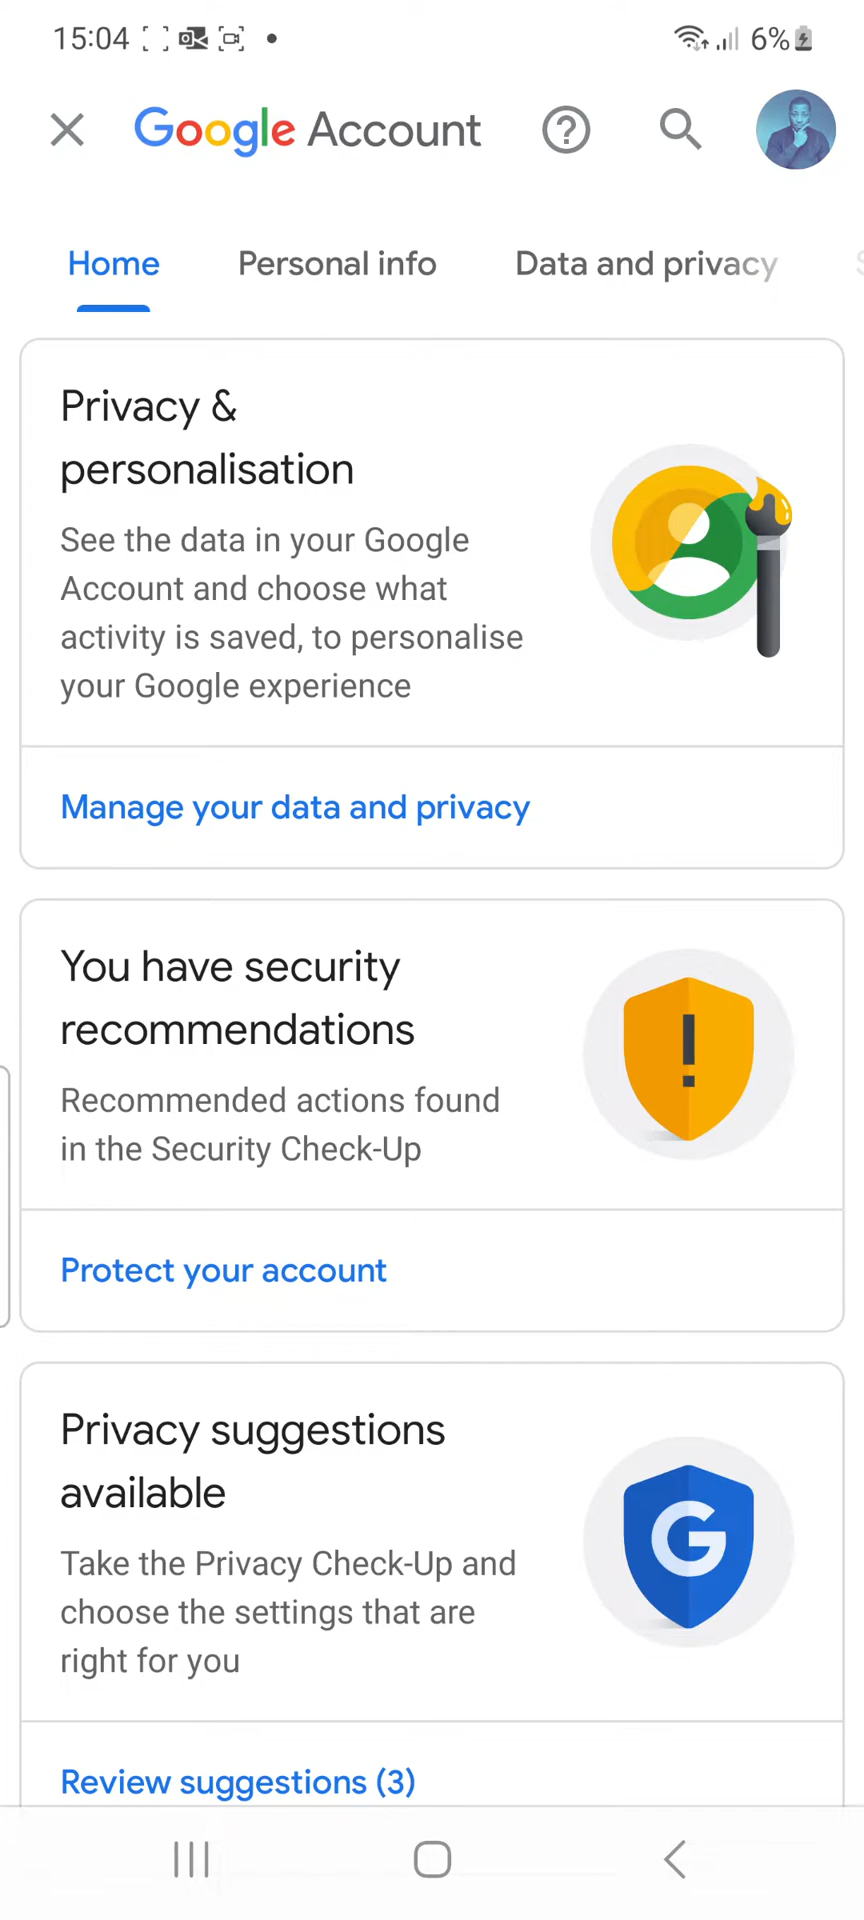 15:04 6%
Google Account
Home Personal info Data and privacy
Privacy &
personalisation
See the data in your Google
Account and choose what
activity is saved, to personalise
your Google experience
Manage your data and privacy
You have security
recommendations
Recommended actions found
in the Security Check-Up
Protect your account
Privacy suggestions
available
Take the Privacy Check-Up and
choose the settings that are
right for you
Review suggestions (3)